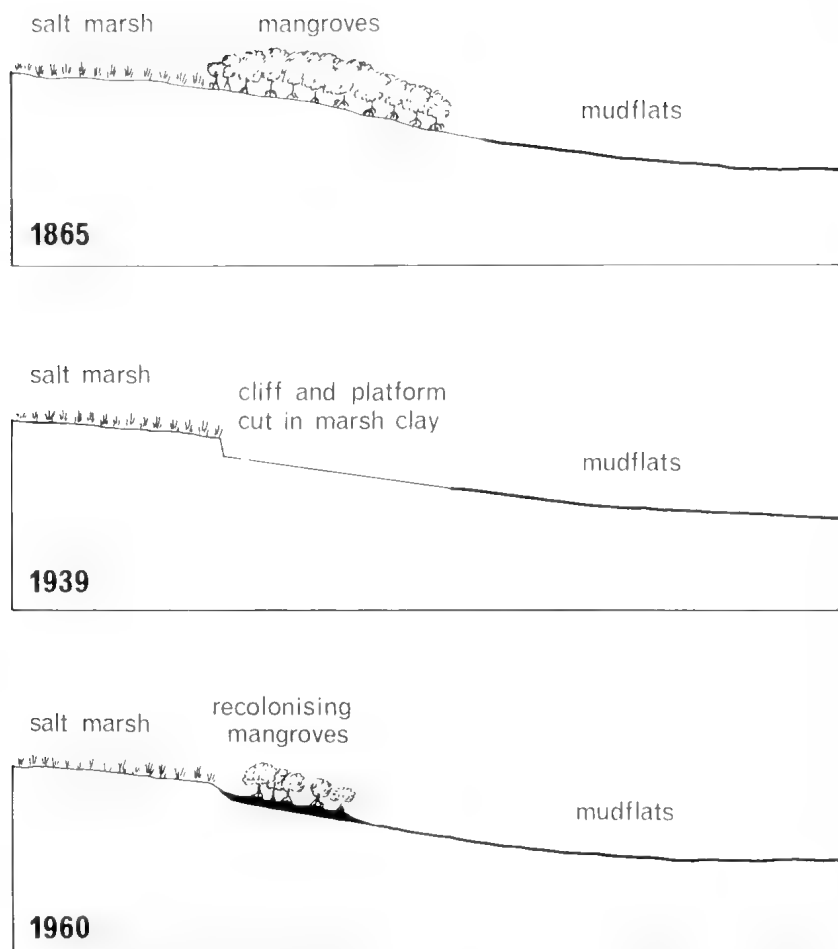 salt marsh mangroves
mudflats
1865
salt marsh
cliff and platform
cut in marsh clay
mudflats
1939
salt marsh
recolonising
mangroves
mudflats
1960